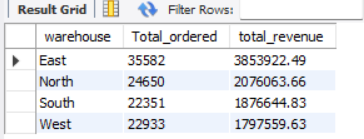 Result Grid Filter Rows:
warehouse Total_ordered total_revenue
East 35582 3853922.49
North 24650 2076063.66
South 22351 1876644.83
West 22933 1797559.63